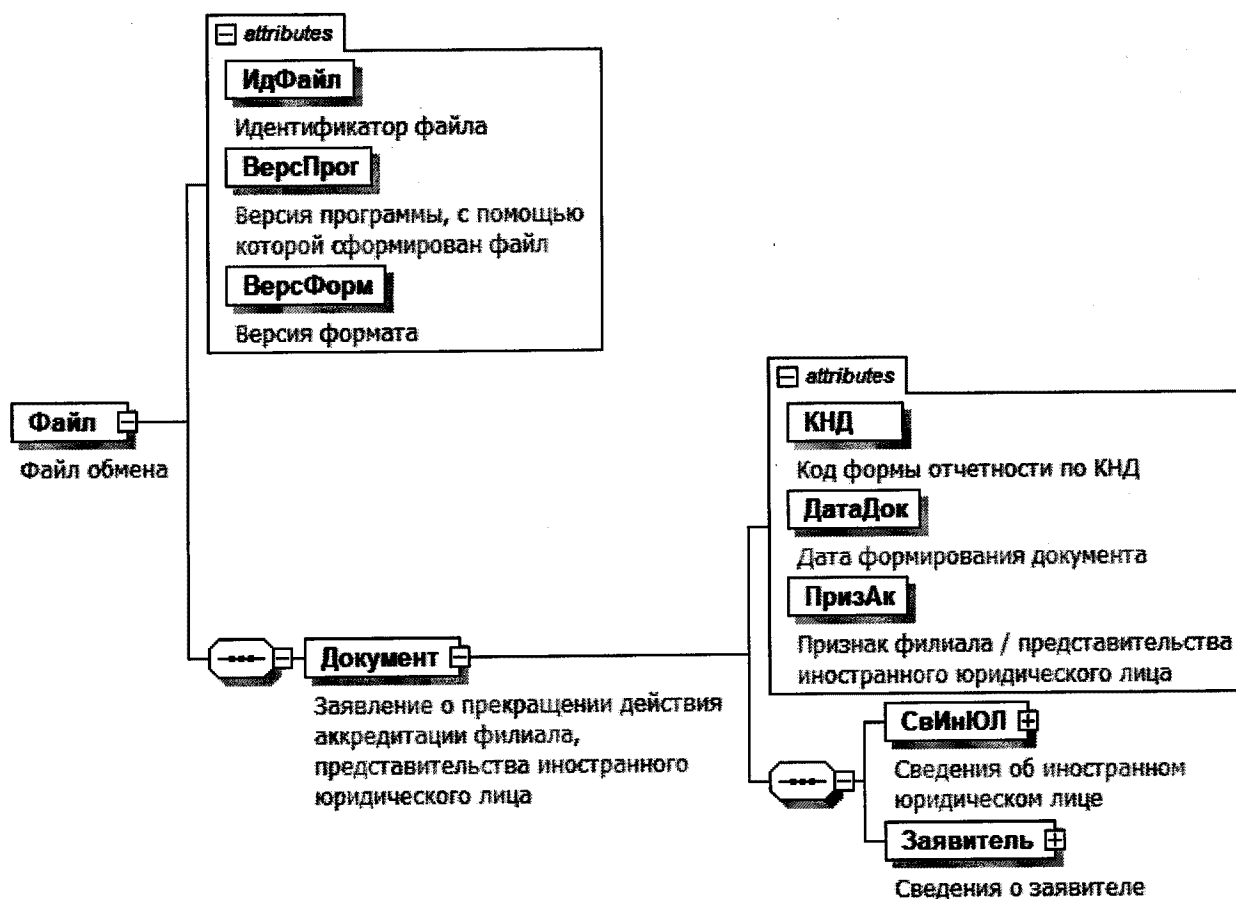 attributes
ИдФайл
Идентификатор файла
ВерсПрог
Версия программы, с помощью
которой сформирован файл
ВерсФорм
Версия формата
Файл
Файл обмена
Документ
Заявление о прекращении действия
аккредитации филиала,
представительства иностранного
юридического лица
attributes
КНД
Код формы отчетности по КНД
ДатаДок
Дата формирования документа
ПризАк
Признак филиала / представительства
иностранного юридического лица
СвИнЮЛ
Сведения об иностранном
юридическом лице
Заявитель
Сведения о заявителе